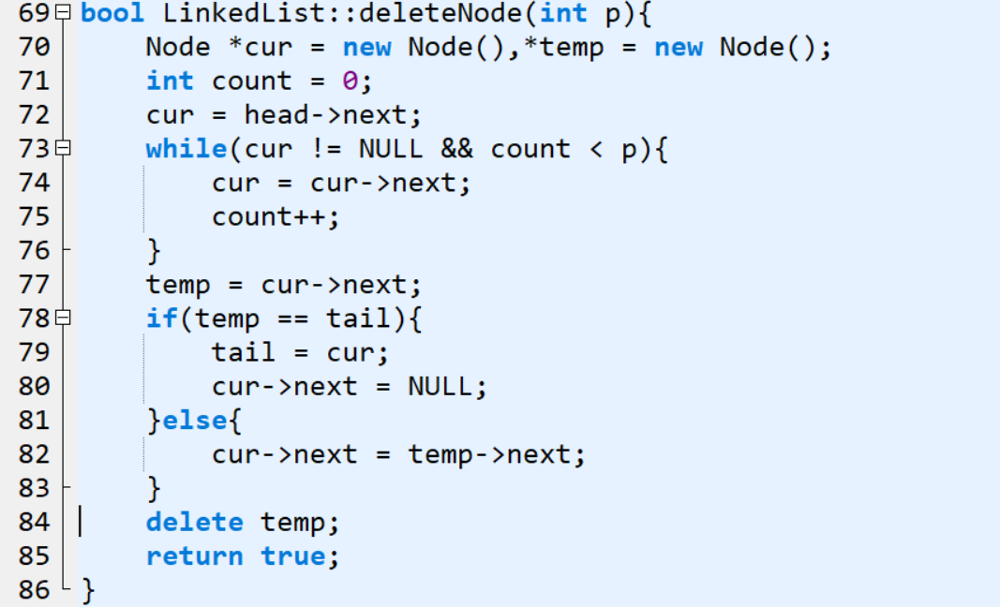 69 bool LinkedList::deleteNode(int p){
70     Node *cur = new Node(),*temp = new Node();
71     int count = 0;
72     cur = head->next;
73     while(cur != NULL && count < p){
74         cur = cur->next;
75         count++;
76     }
77     temp = cur->next;
78     if(temp == tail){
79         tail = cur;
80         cur->next = NULL;
81     }else{
82         cur->next = temp->next;
83     }
84     delete temp;
85     return true;
86 }